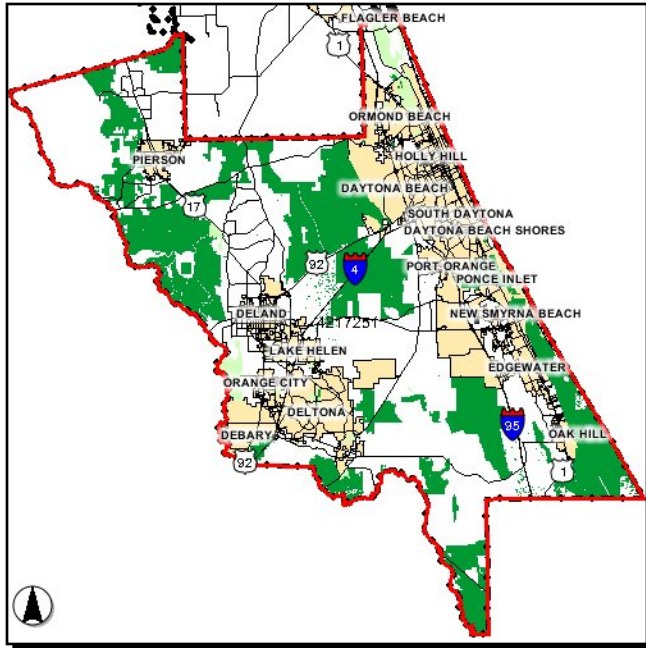 FLAGLER BEACH
1
ORMOND BEACH
HOLLY HILL
PIERSON
DAYTONA BEACH
17
SOUTH DAYTONA
DAYTONA BEACH SHORES
92
4
PORT ORANGE
PONCE INLET
DELAND
4217251
NEW SMYRNA BEACH
LAKE HELEN
EDGEWATER
ORANGE CITY
DELTONA
95
DEBARY
OAK HILL
92
1